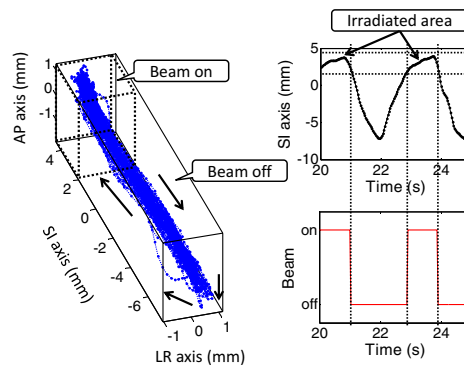 Irradiated area
Beam on
Beam off
AP axis (mm)
1
0
-1
4
2
0
-2
-4
-6
SI axis (mm)
-1
0
1
LR axis (mm)
5
0
-5
-10
SI axis (mm)
20
22
24
Time (s)
on
off
Beam
20
22
24
Time (s)